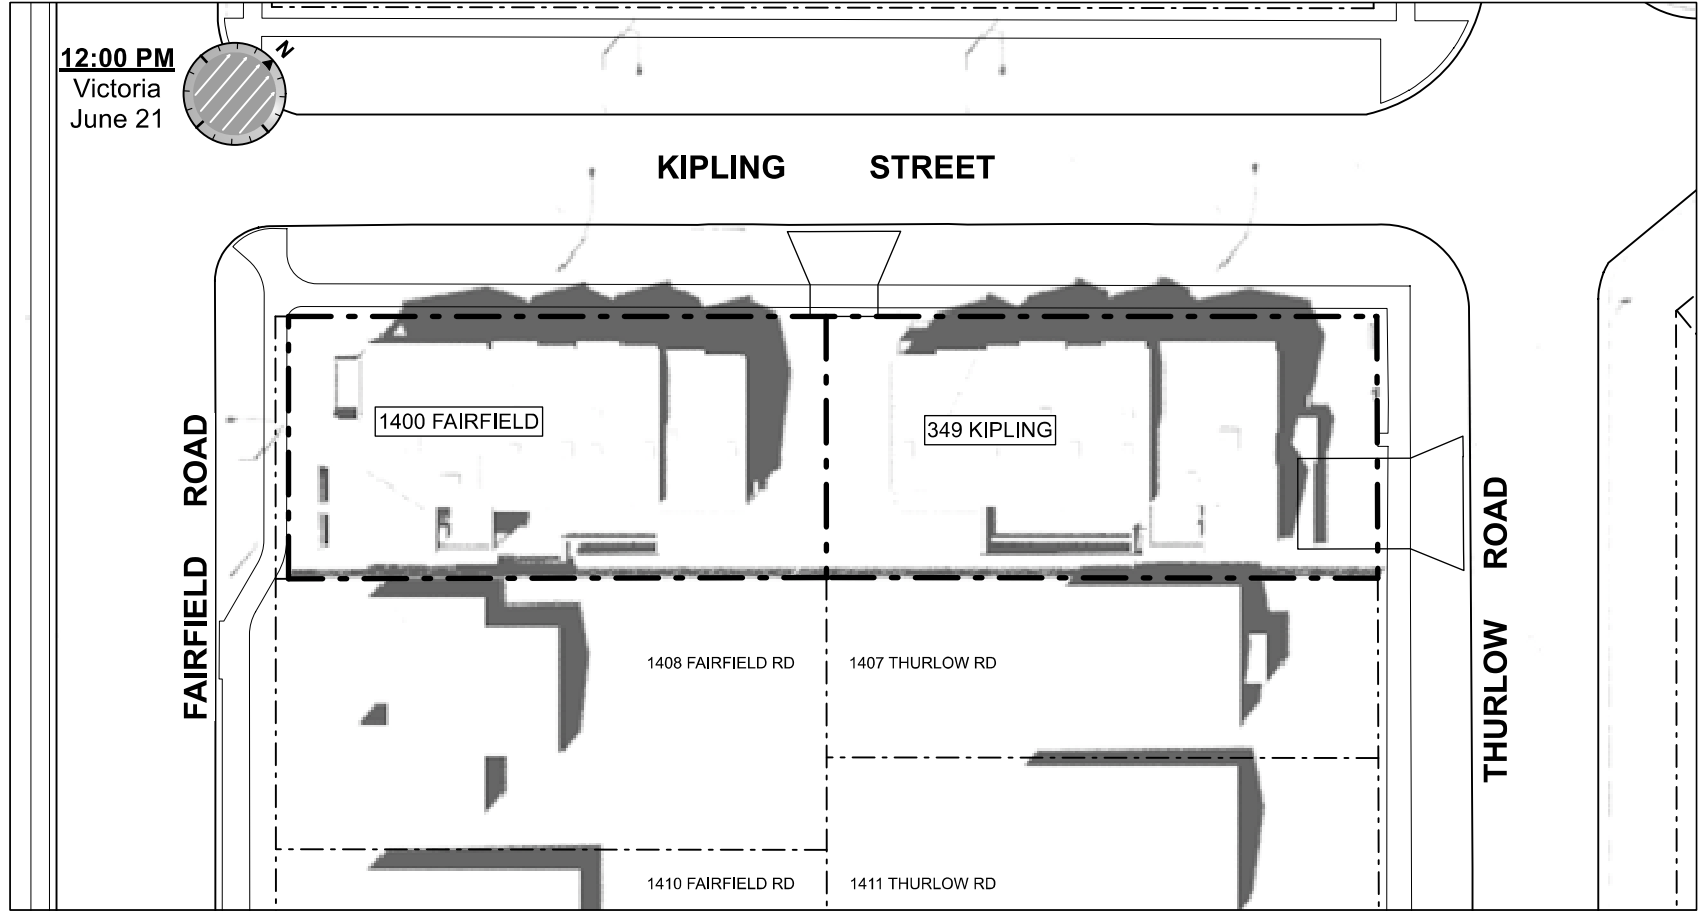 12:00 PM
Victoria
June 21
N
KIPLING STREET
1400 FAIRFIELD
349 KIPLING
FAIRFIELD ROAD
THURLOW ROAD
1408 FAIRFIELD RD
1407 THURLOW RD
1410 FAIRFIELD RD
1411 THURLOW RD